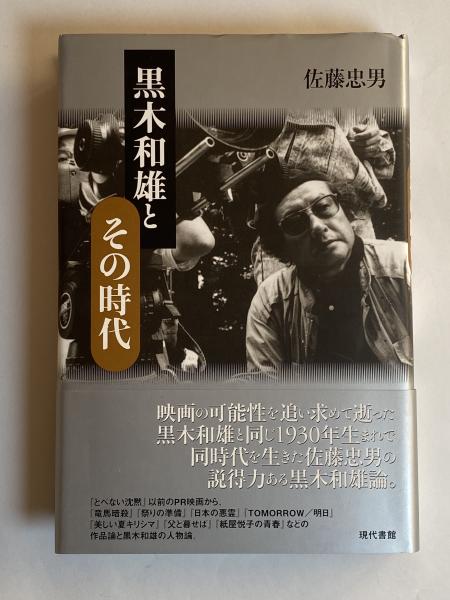 佐藤忠男
黒木和雄と
その時代
映画の可能性を追い求めて逝った
黒木和雄と同じ1930年生まれで
同時代を生きた佐藤忠男の
説得力ある黒木和雄論。
「とべない沈黙」以前のPR映画から、
「竜馬暗殺」「祭りの準備」「日本の悪霊」「TOMORROW／明日」
「美しい夏キリシマ」「父と暮せば」「紙屋悦子の青春」などの
作品論と黒木和雄の人物論。
現代書館